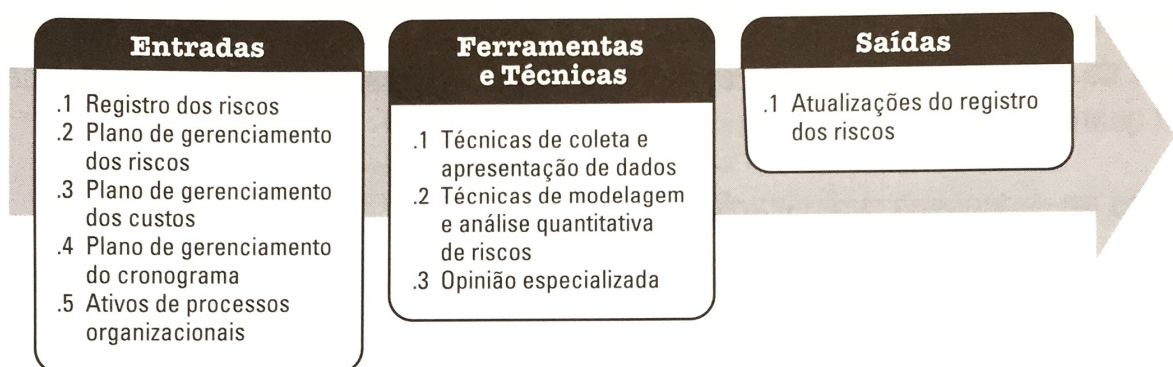 Entradas
.1 Registro dos riscos
.2 Plano de gerenciamento
dos riscos
.3 Plano de gerenciamento
dos custos
.4 Plano de gerenciamento
do cronograma
.5 Ativos de processos
organizacionais
Ferramentas
e Técnicas
.1 Técnicas de coleta e
apresentação de dados
.2 Técnicas de modelagem
e análise quantitativa
de riscos
.3 Opinião especializada
Saídas
.1 Atualizações do registro
dos riscos